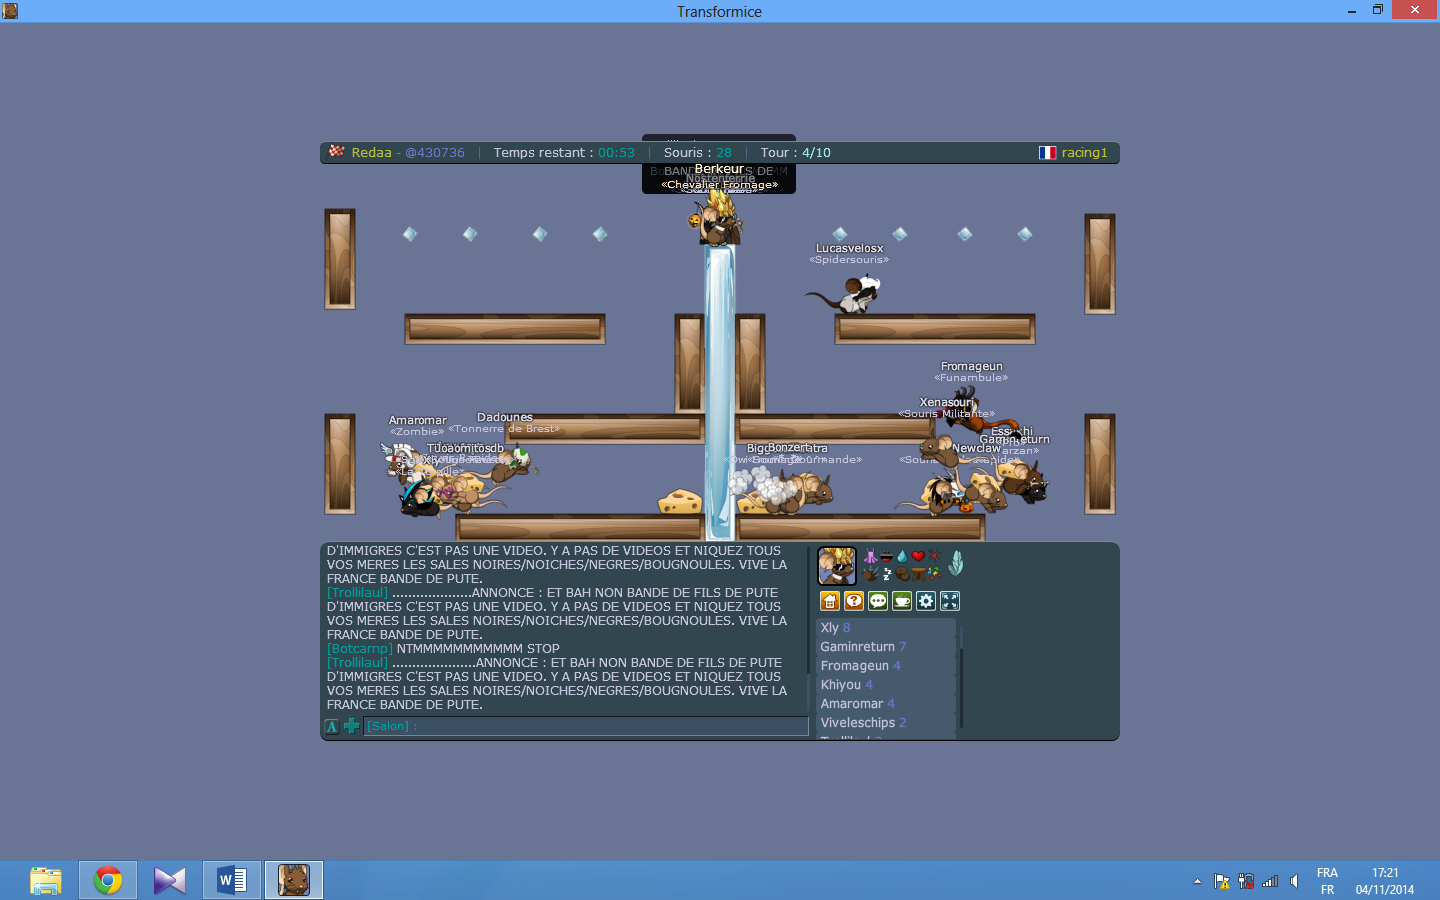 Transformice
Redaa - @430736 | Temps restant : 00:53 | Souris : 28 | Tour : 4/10
racing1
Berkeur
«Chevalier Fromage»
Lucasvelosx
«Spidersouris»
Fromageun
«Funambule»
Xenasouri
«Souris Militante»
Amaromar
«Zombie»
Dadounes
«Tonnerre de Brest»
Newclaw
D'IMMIGRES C'EST PAS UNE VIDEO. Y A PAS DE VIDEOS ET NIQUEZ TOUS
VOS MERES LES SALES NOIRES/NOICHES/NEGRES/BOUGNOULES. VIVE LA
FRANCE BANDE DE PUTE.
[Trollilaul] ....................ANNONCE : ET BAH NON BANDE DE FILS DE PUTE
D'IMMIGRES C'EST PAS UNE VIDEO. Y A PAS DE VIDEOS ET NIQUEZ TOUS
VOS MERES LES SALES NOIRES/NOICHES/NEGRES/BOUGNOULES. VIVE LA
FRANCE BANDE DE PUTE.
[Botcamp] NTMMMMMMMMMMM STOP
[Trollilaul] .....................ANNONCE : ET BAH NON BANDE DE FILS DE PUTE
D'IMMIGRES C'EST PAS UNE VIDEO. Y A PAS DE VIDEOS ET NIQUEZ TOUS
VOS MERES LES SALES NOIRES/NOICHES/NEGRES/BOUGNOULES. VIVE LA
FRANCE BANDE DE PUTE.
A
[Salon] :
Xly 8
Gaminreturn 7
Fromageun 4
Khiyou 4
Amaromar 4
Viveleschips 2
FRA
FR
17:21
04/11/2014